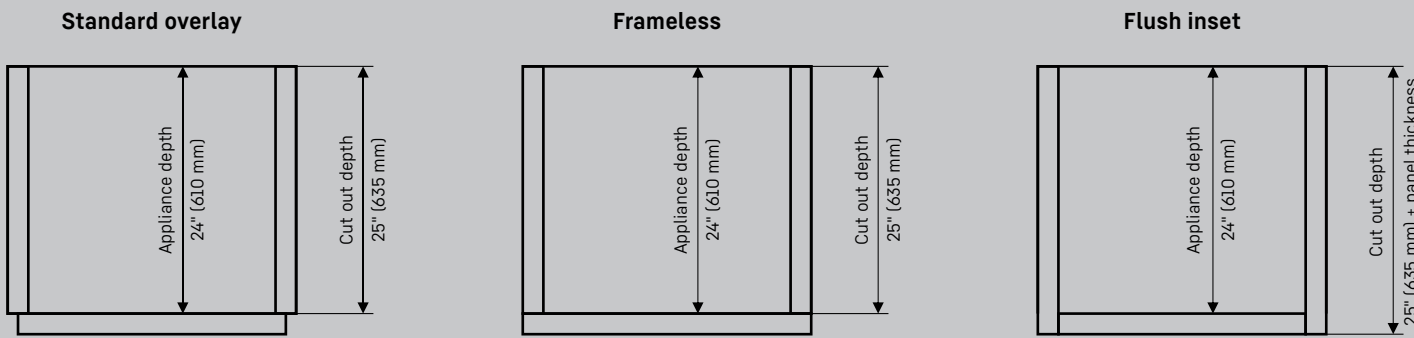 Standard overlay
Appliance depth
24" (610 mm)
Cut out depth
25" (635 mm)
Frameless
Appliance depth
24" (610 mm)
Cut out depth
25" (635 mm)
Flush inset
Appliance depth
24" (610 mm)
Cut out depth
25" (635 mm) + panel thickness